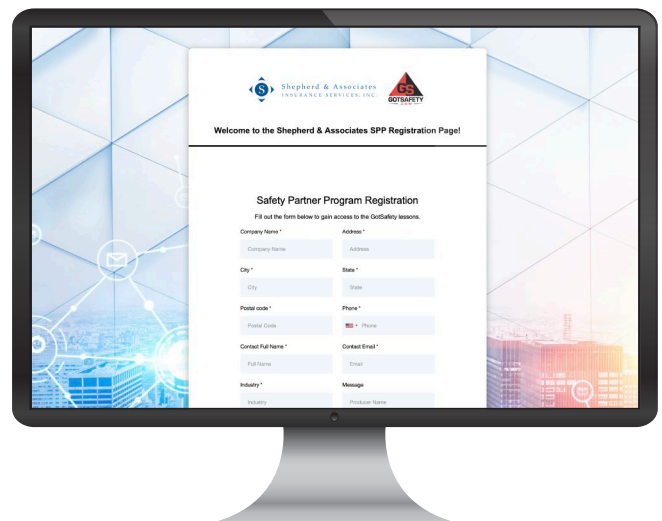 Shepherd & Associates
INSURANCE SERVICES, INC.
GS
GOTSAFETY
.COM
Welcome to the Shepherd & Associates SPP Registration Page!
Safety Partner Program Registration
Fill out the form below to gain access to the GotSafety lessons.
Company Name * Address *
Company Name Address
City * State *
City State
Postal code * Phone *
Postal Code Phone
Contact Full Name * Contact Email *
Full Name Email
Industry * Message
Industry Producer Name